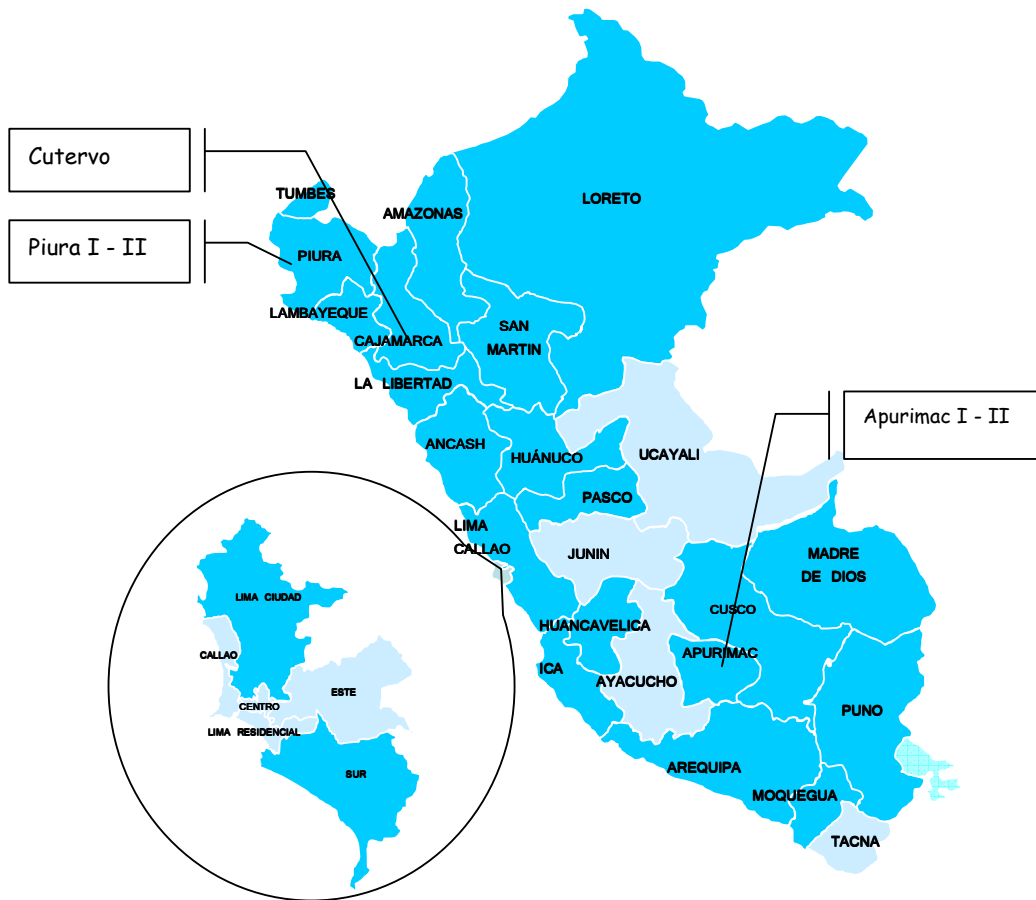 Cutervo
Piura I - II
Apurimac I - II
TUMBES
AMAZONAS
LORETO
PIURA
LAMBAYEQUE
CAJAMARCA
SAN
MARTIN
LA LIBERTAD
ANCASH
HUÁNUCO
UCAYALI
PASCO
LIMA
CALLAO
JUNIN
MADRE
DE DIOS
CUSCO
HUANCAVELICA
APURIMAC
ICA
AYACUCHO
PUNO
AREQUIPA
MOQUEGUA
TACNA
LIMA CIUDAD
CALLAO
ESTE
CENTRO
LIMA RESIDENCIAL
SUR